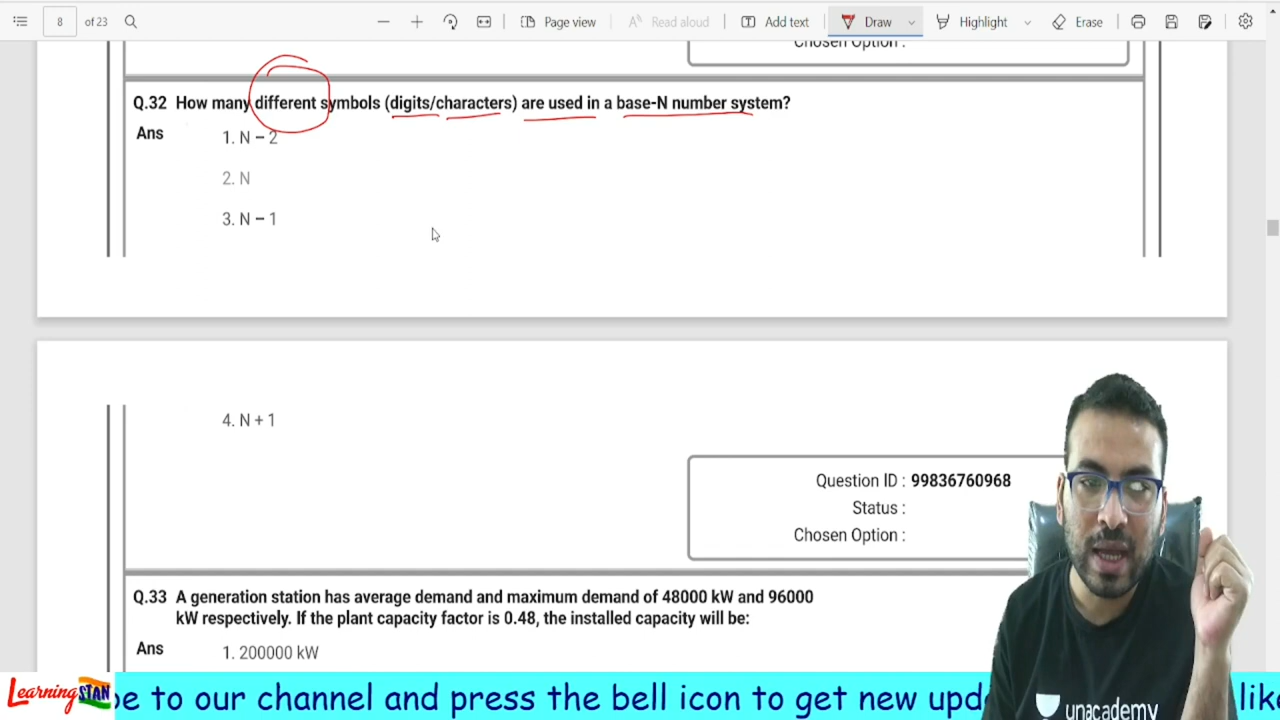 8 of 23
Page view
Read aloud
Add text
Draw
Highlight
Erase
Chosen Option :
Q.32 How many different symbols (digits/characters) are used in a base-N number system?
Ans
1. N – 2
2. N
3. N – 1
4. N + 1
Question ID : 99836760968
Status :
Chosen Option :
Q.33 A generation station has average demand and maximum demand of 48000 kW and 96000
kW respectively. If the plant capacity factor is 0.48, the installed capacity will be:
Ans
1. 200000 kW
unacademy
Learning STAN
be to our channel and press the bell icon to get new upd
lik